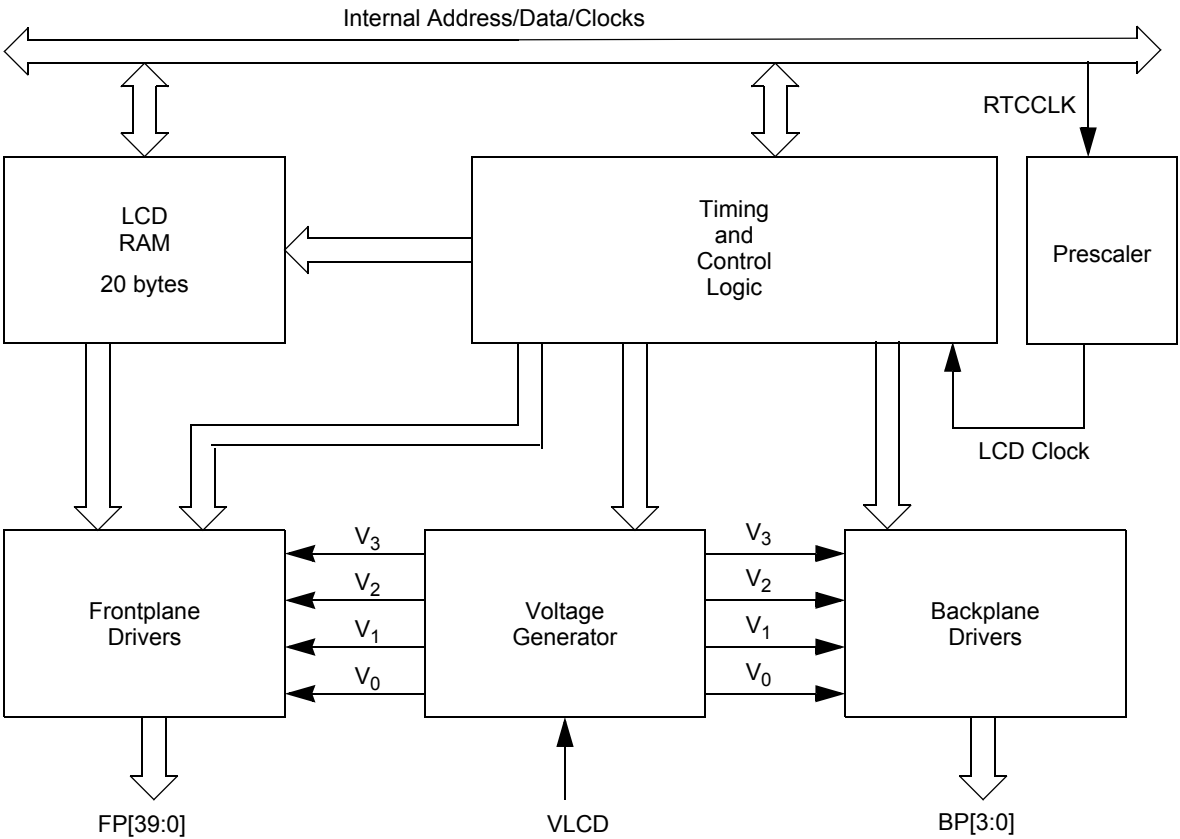 Internal Address/Data/Clocks
RTCCLK
LCD
RAM
20 bytes
Timing
and
Control
Logic
Prescaler
LCD Clock
Frontplane
Drivers
V3
V2
V1
V0
Voltage
Generator
V3
V2
V1
V0
Backplane
Drivers
FP[39:0]
VLCD
BP[3:0]